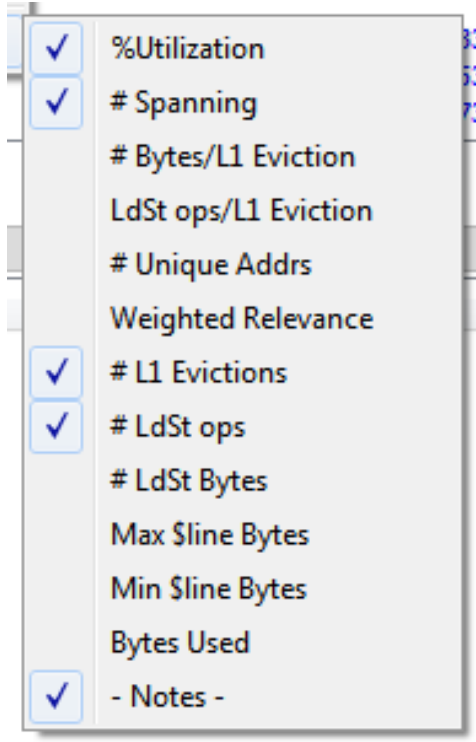 %Utilization
# Spanning
# Bytes/L1 Eviction
LdSt ops/L1 Eviction
# Unique Addrs
Weighted Relevance
# L1 Evictions
# LdSt ops
# LdSt Bytes
Max $line Bytes
Min $line Bytes
Bytes Used
- Notes -